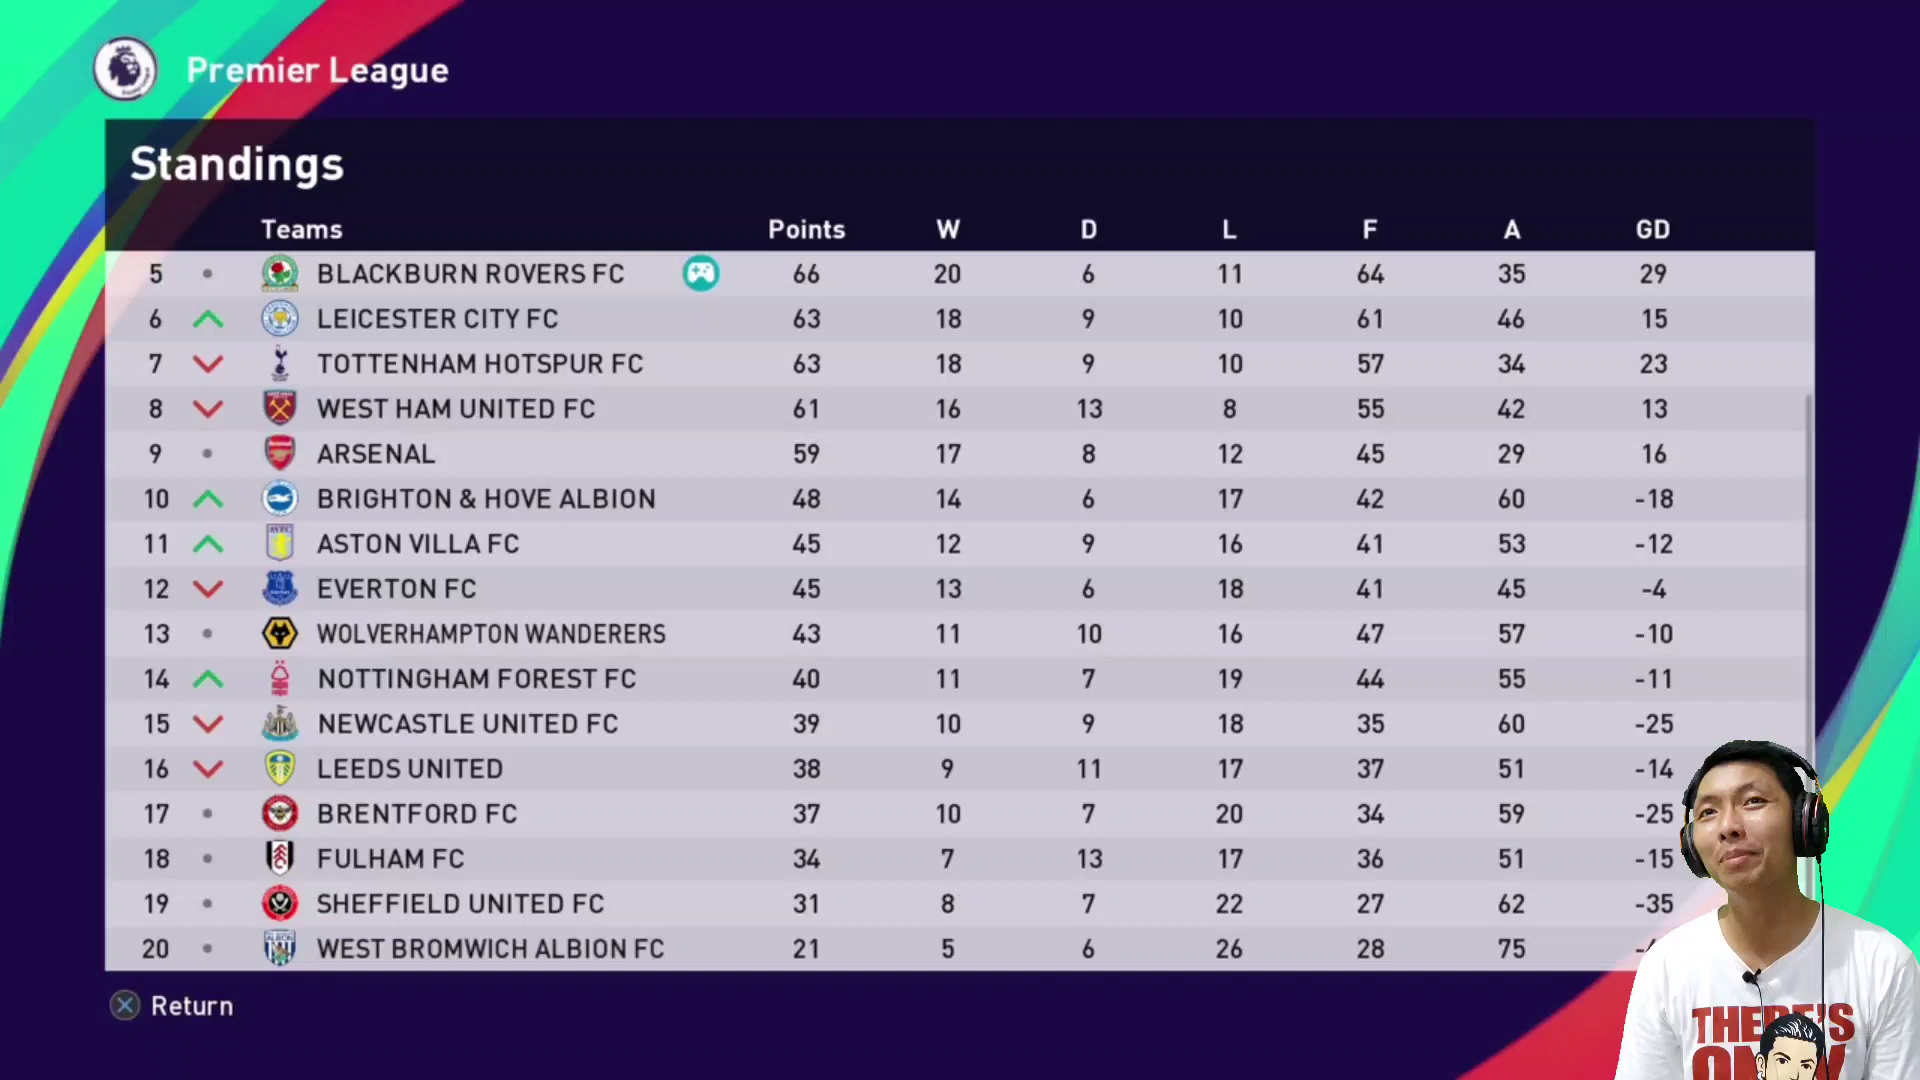 Premier League
Standings
Teams Points W D L F A GD
5 BLACKBURN ROVERS FC 66 20 6 11 64 35 29
6 LEICESTER CITY FC 63 18 9 10 61 46 15
7 TOTTENHAM HOTSPUR FC 63 18 9 10 57 34 23
8 WEST HAM UNITED FC 61 16 13 8 55 42 13
9 ARSENAL 59 17 8 12 45 29 16
10 BRIGHTON & HOVE ALBION 48 14 6 17 42 60 -18
11 ASTON VILLA FC 45 12 9 16 41 53 -12
12 EVERTON FC 45 13 6 18 41 45 -4
13 WOLVERHAMPTON WANDERERS 43 11 10 16 47 57 -10
14 NOTTINGHAM FOREST FC 40 11 7 19 44 55 -11
15 NEWCASTLE UNITED FC 39 10 9 18 35 60 -25
16 LEEDS UNITED 38 9 11 17 37 51 -14
17 BRENTFORD FC 37 10 7 20 34 59 -25
18 FULHAM FC 34 7 13 17 36 51 -15
19 SHEFFIELD UNITED FC 31 8 7 22 27 62 -35
20 WEST BROMWICH ALBION FC 21 5 6 26 28 75
Return
THERE'S
ONLY